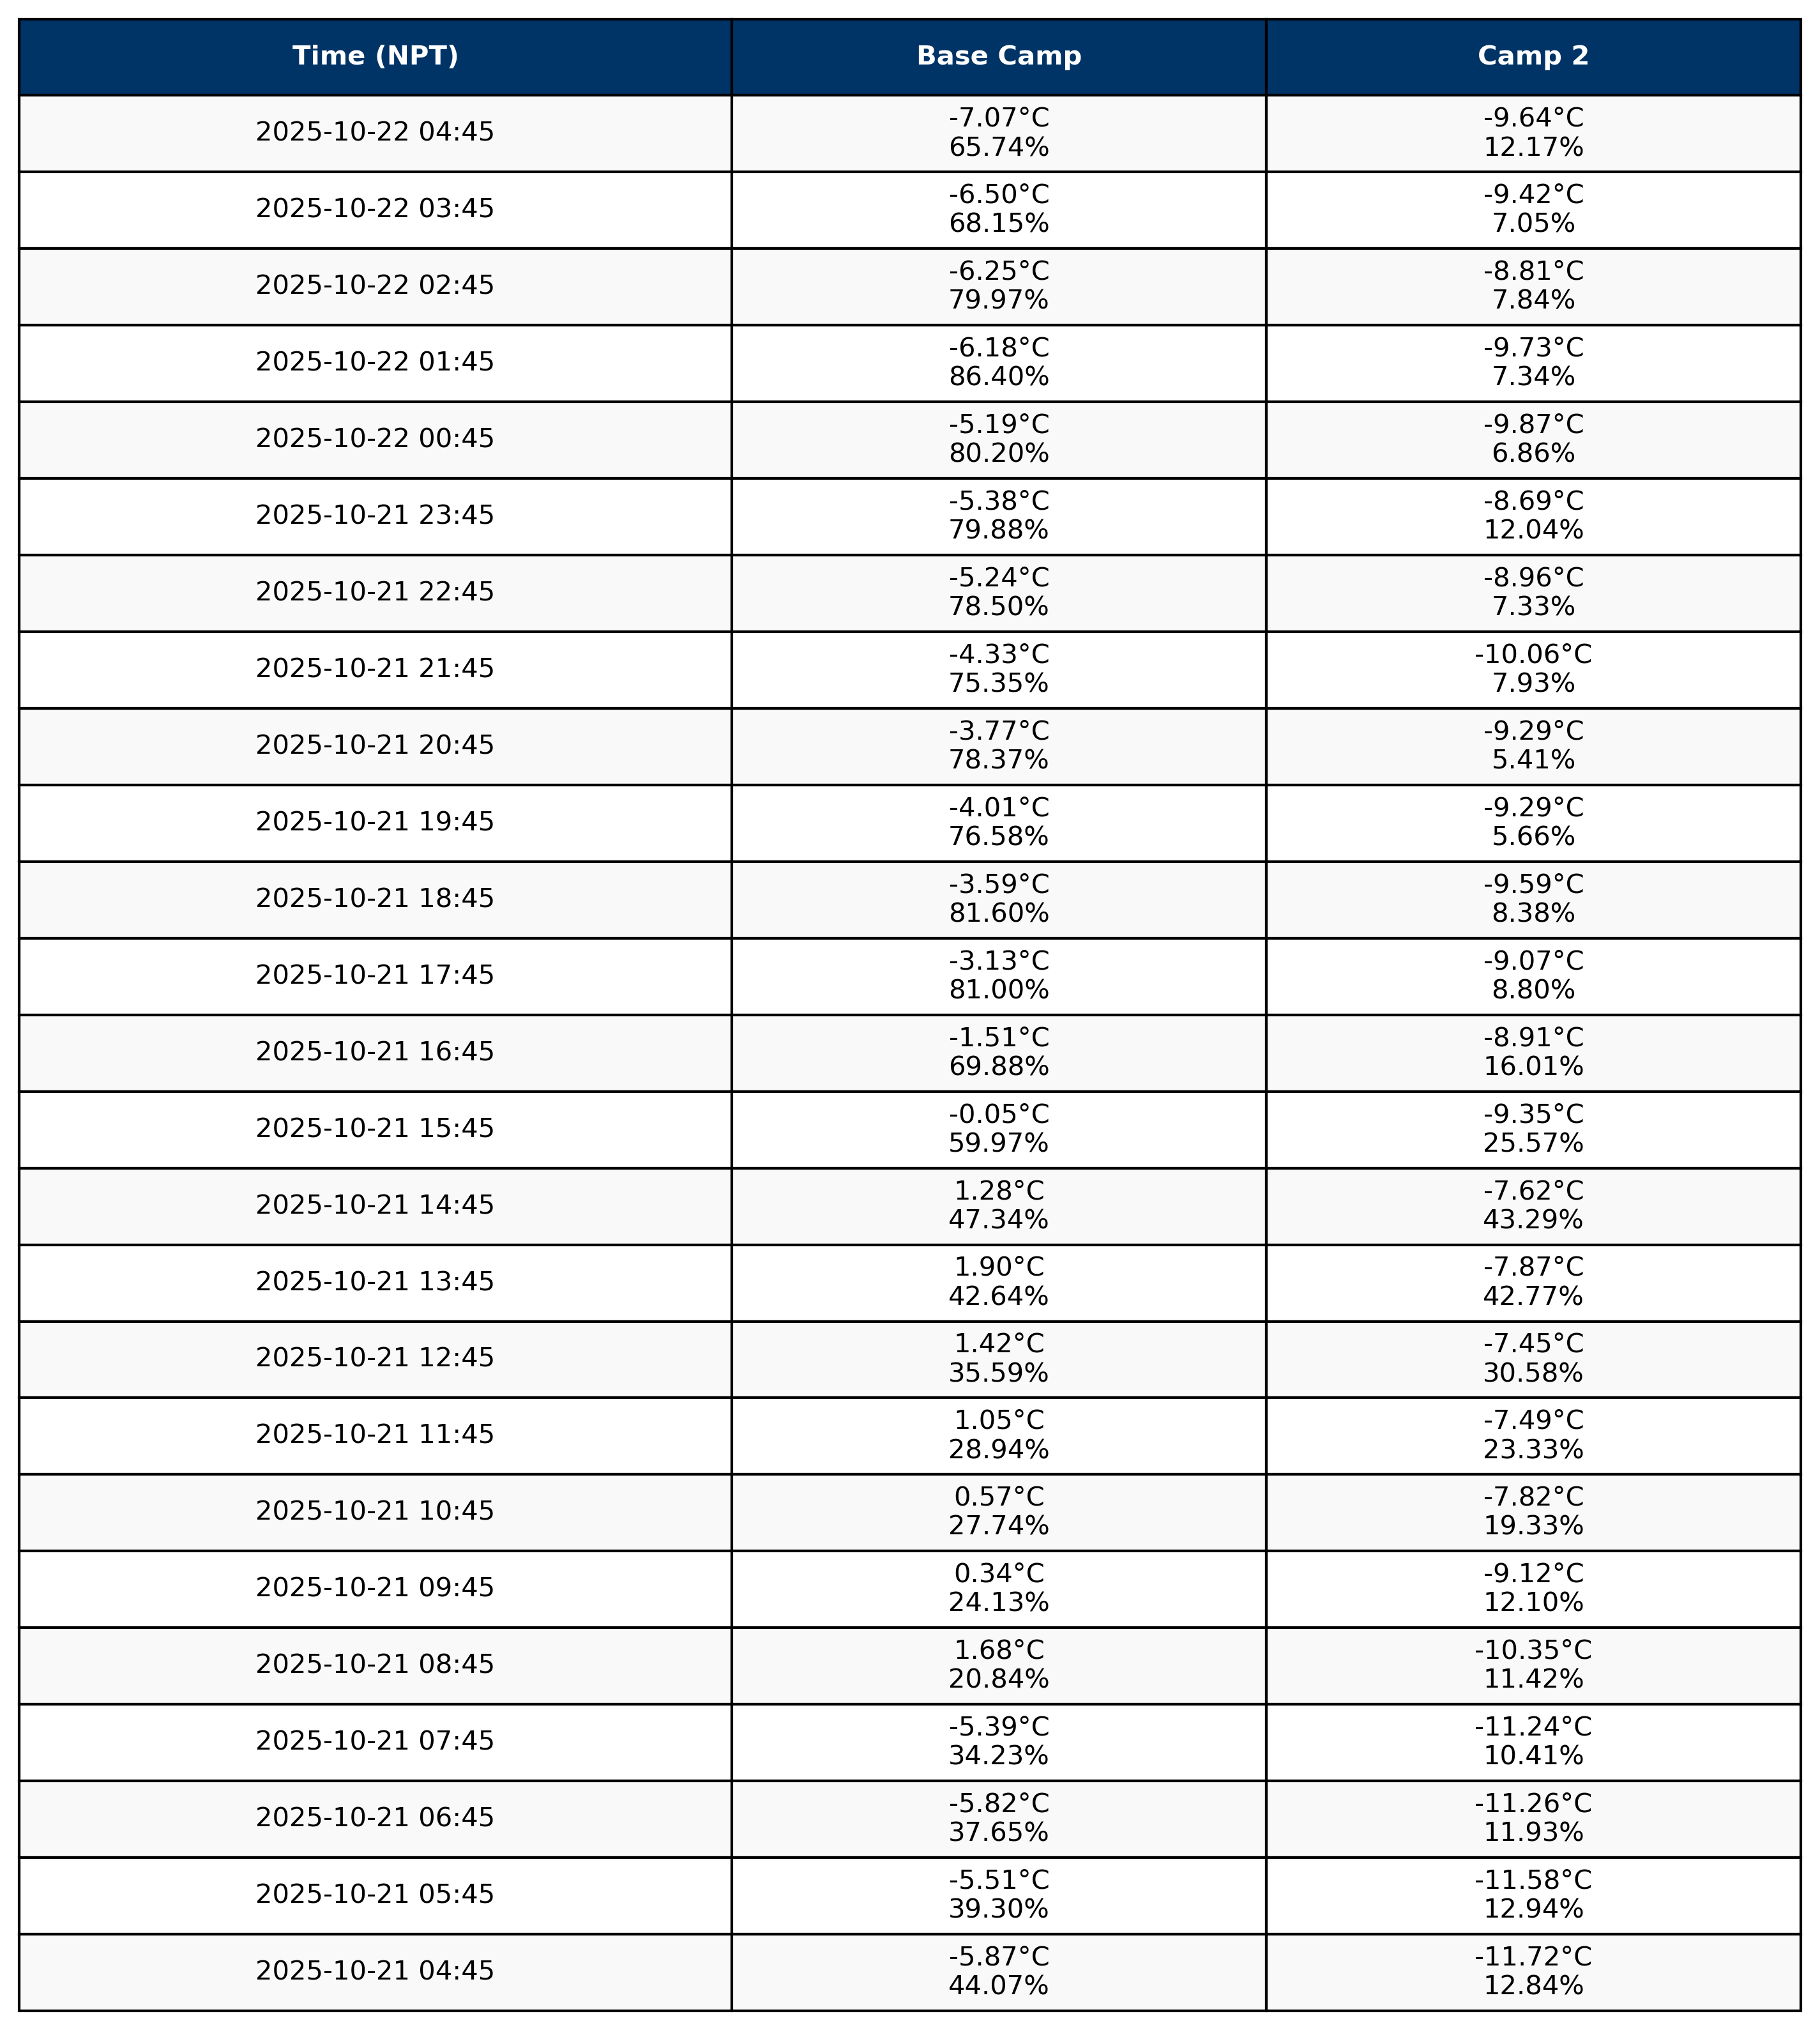 Time (NPT) Base Camp Camp 2
2025-10-22 04:45 -7.07°C -9.64°C
65.74% 12.17%
2025-10-22 03:45 -6.50°C -9.42°C
68.15% 7.05%
2025-10-22 02:45 -6.25°C -8.81°C
79.97% 7.84%
2025-10-22 01:45 -6.18°C -9.73°C
86.40% 7.34%
2025-10-22 00:45 -5.19°C -9.87°C
80.20% 6.86%
2025-10-21 23:45 -5.38°C -8.69°C
79.88% 12.04%
2025-10-21 22:45 -5.24°C -8.96°C
78.50% 7.33%
2025-10-21 21:45 -4.33°C -10.06°C
75.35% 7.93%
2025-10-21 20:45 -3.77°C -9.29°C
78.37% 5.41%
2025-10-21 19:45 -4.01°C -9.29°C
76.58% 5.66%
2025-10-21 18:45 -3.59°C -9.59°C
81.60% 8.38%
2025-10-21 17:45 -3.13°C -9.07°C
81.00% 8.80%
2025-10-21 16:45 -1.51°C -8.91°C
69.88% 16.01%
2025-10-21 15:45 -0.05°C -9.35°C
59.97% 25.57%
2025-10-21 14:45 1.28°C -7.62°C
47.34% 43.29%
2025-10-21 13:45 1.90°C -7.87°C
42.64% 42.77%
2025-10-21 12:45 1.42°C -7.45°C
35.59% 30.58%
2025-10-21 11:45 1.05°C -7.49°C
28.94% 23.33%
2025-10-21 10:45 0.57°C -7.82°C
27.74% 19.33%
2025-10-21 09:45 0.34°C -9.12°C
24.13% 12.10%
2025-10-21 08:45 1.68°C -10.35°C
20.84% 11.42%
2025-10-21 07:45 -5.39°C -11.24°C
34.23% 10.41%
2025-10-21 06:45 -5.82°C -11.26°C
37.65% 11.93%
2025-10-21 05:45 -5.51°C -11.58°C
39.30% 12.94%
2025-10-21 04:45 -5.87°C -11.72°C
44.07% 12.84%